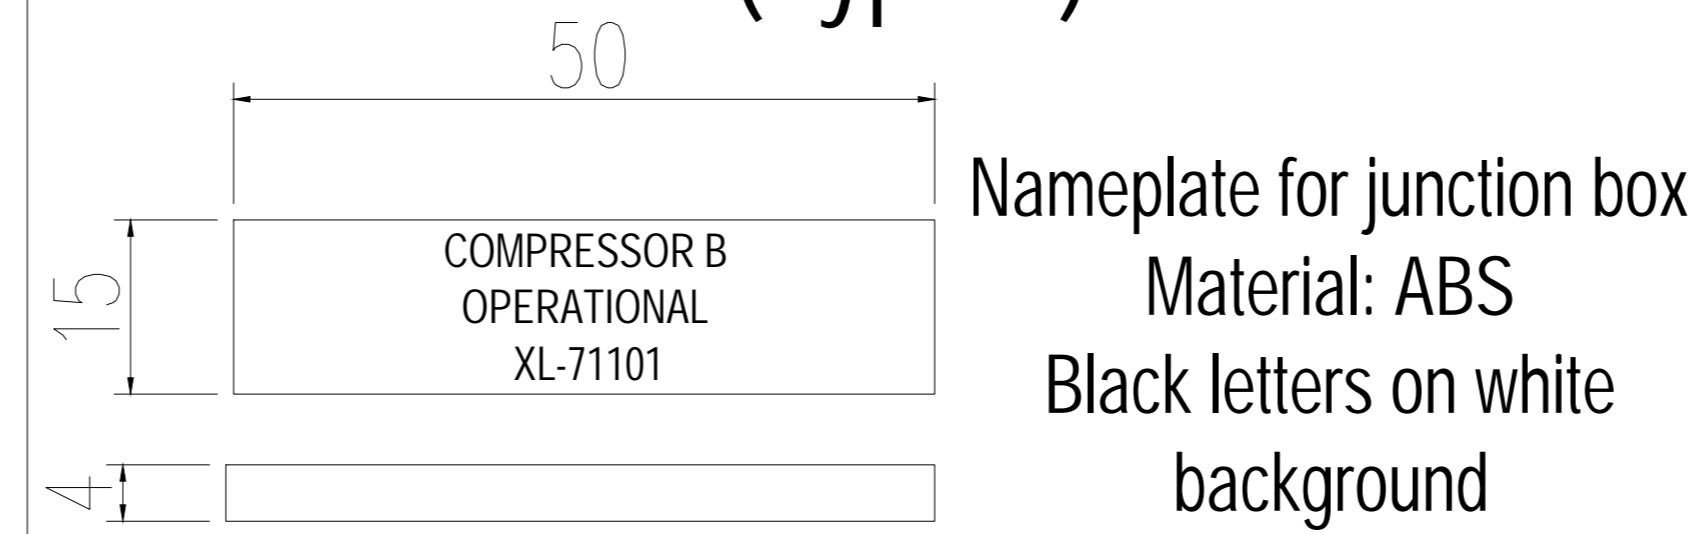 50
15
COMPRESSOR B
OPERATIONAL
XL-71101
4
Nameplate for junction box
Material: ABS
Black letters on white
background